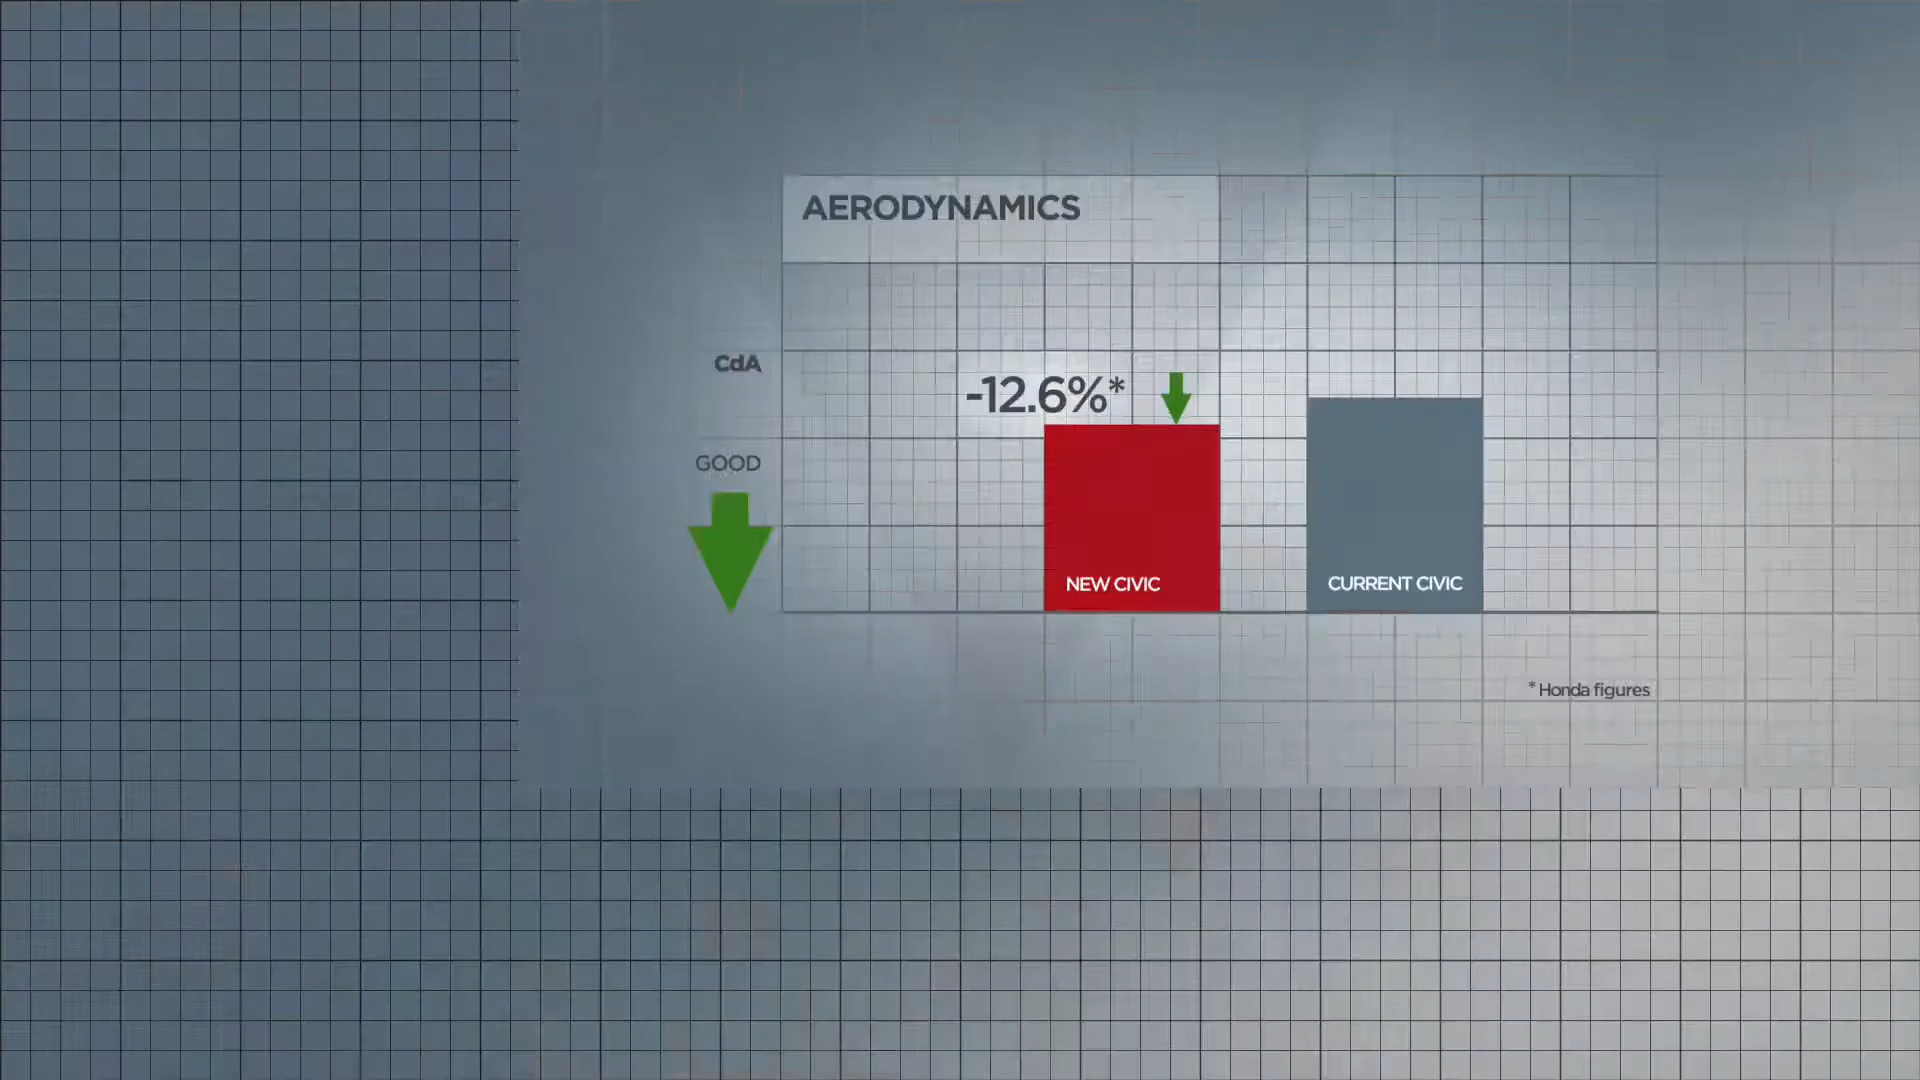 AERODYNAMICS
CdA
-12.6%*
GOOD
NEW CIVIC
CURRENT CIVIC
* Honda figures